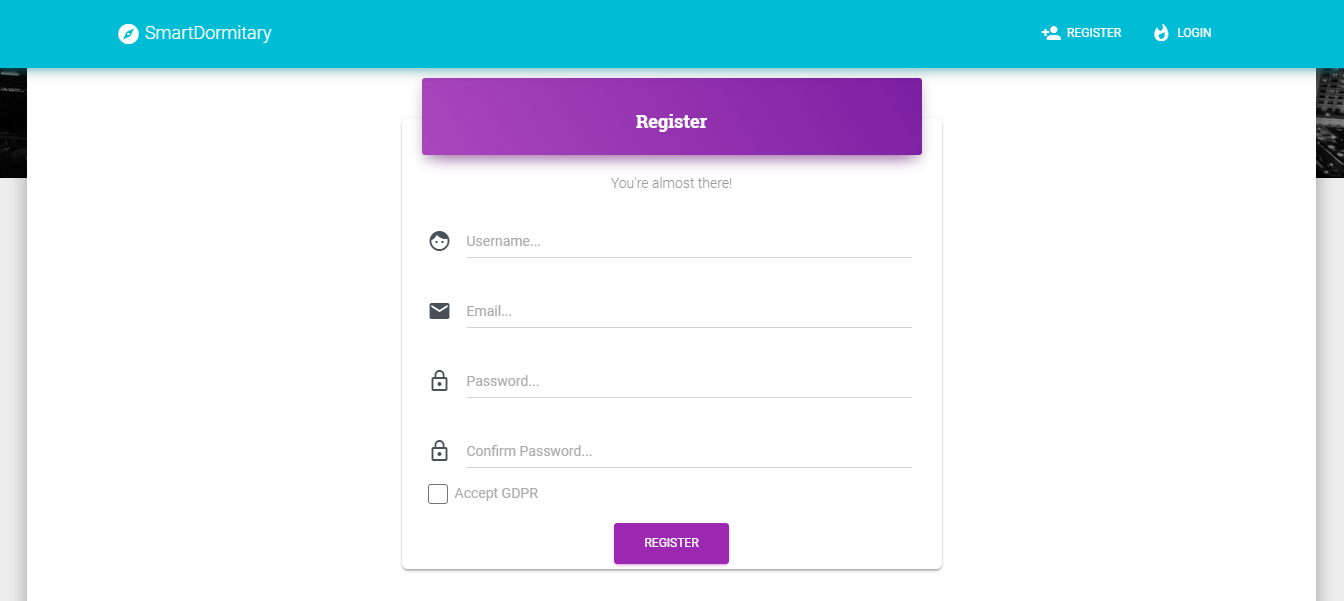 SmartDormitary
REGISTER
LOGIN
Register
You're almost there!
Username...
Email...
Password...
Confirm Password...
Accept GDPR
REGISTER